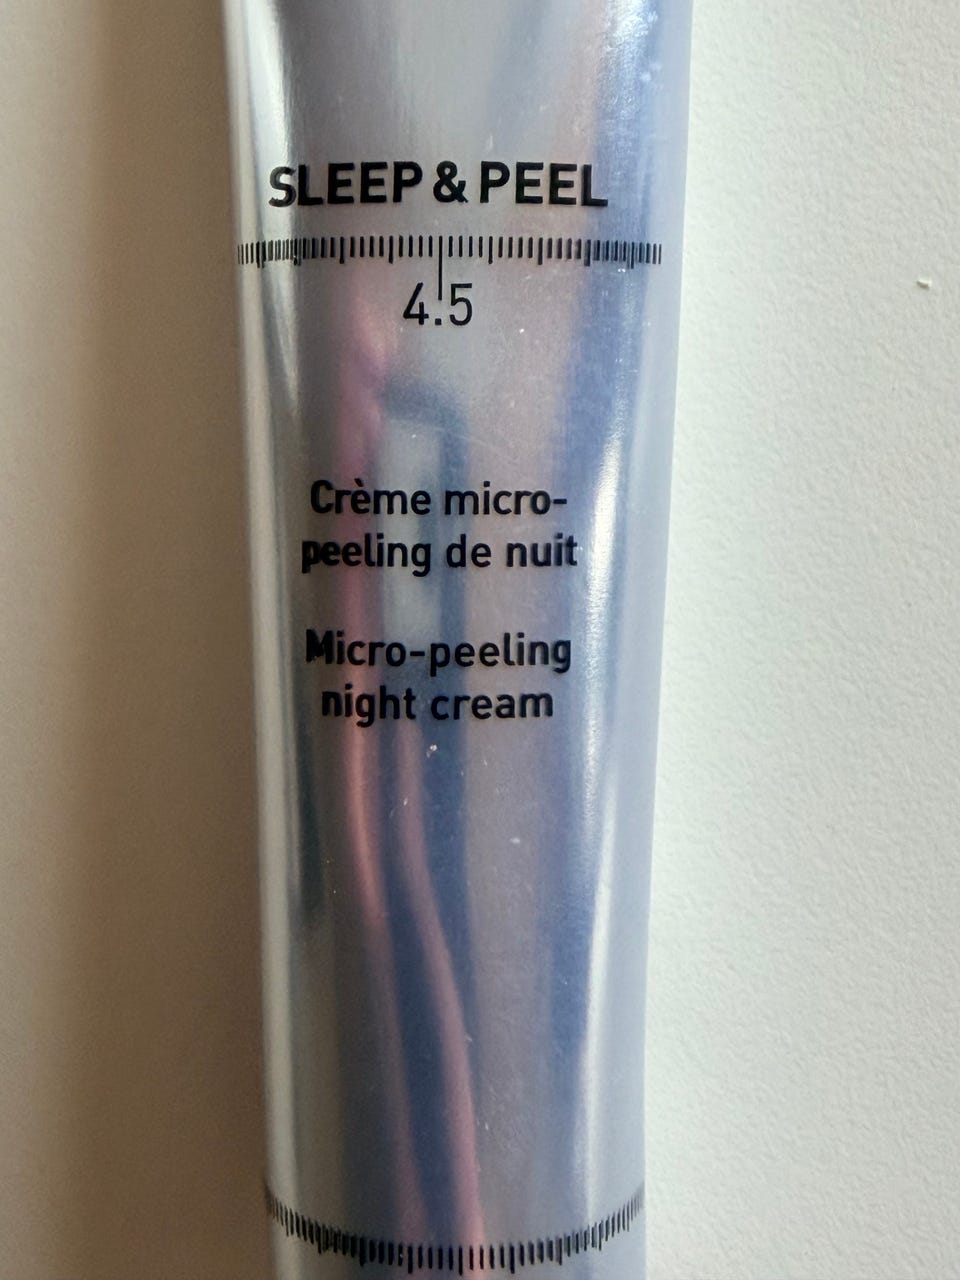 SLEEP & PEEL
4.5
Crème micro-
peeling de nuit
Micro-peeling
night cream